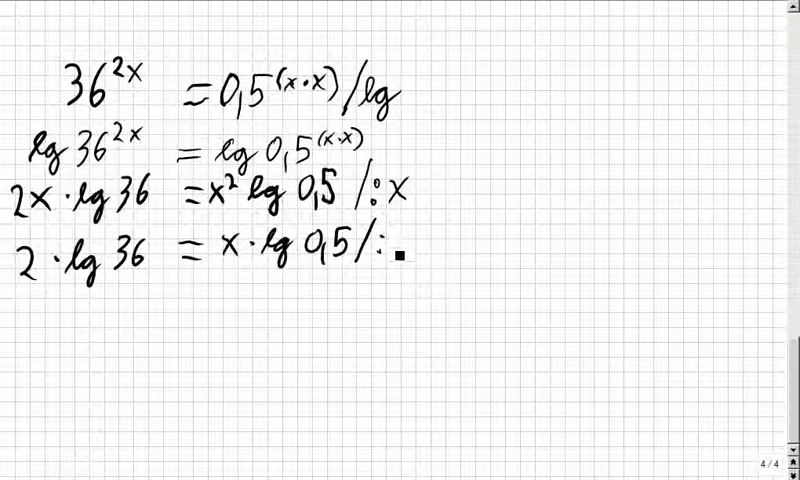 36^2x = 0,5^(x·x) / lg
lg 36^2x = lg 0,5^(x·x)
2x · lg 36 = x² lg 0,5 / : x
2 · lg 36 = x · lg 0,5 / :
4 / 4